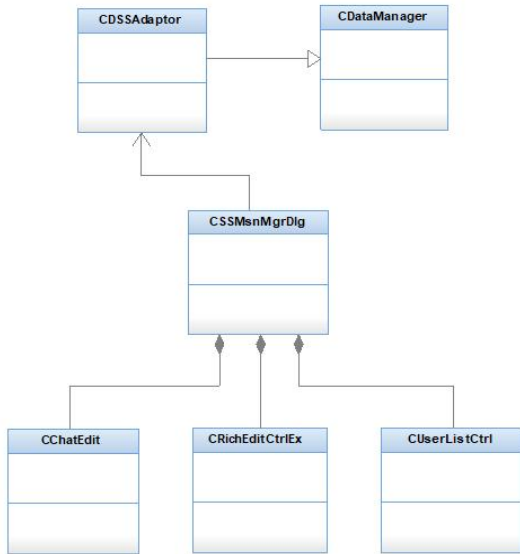 CDSSAdaptor
CDataManager
CSSMsnMgrDlg
CChatEdit
CRichEditCtrlEx
CUserListCtrl